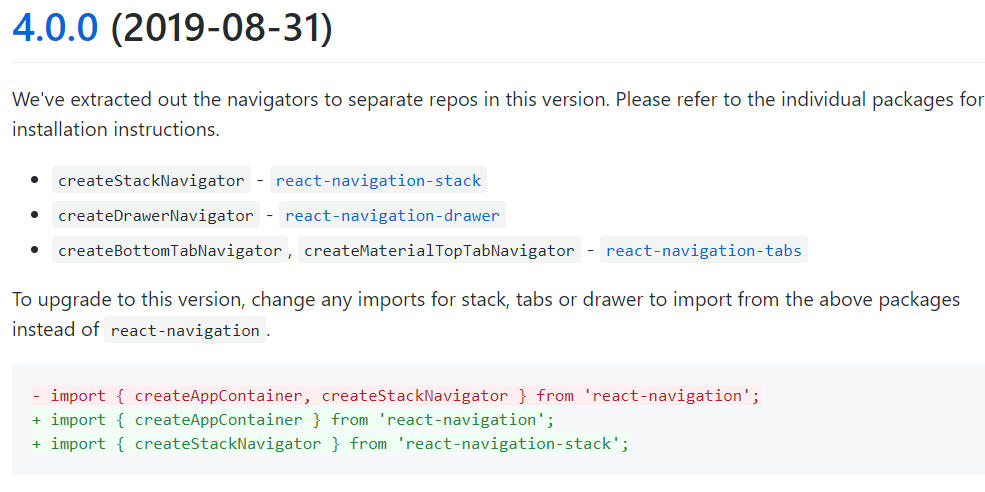 4.0.0 (2019-08-31)
We've extracted out the navigators to separate repos in this version. Please refer to the individual packages for
installation instructions.
• createStackNavigator - react-navigation-stack
• createDrawerNavigator - react-navigation-drawer
• createBottomTabNavigator, createMaterialTopTabNavigator - react-navigation-tabs
To upgrade to this version, change any imports for stack, tabs or drawer to import from the above packages
instead of react-navigation.
- import { createAppContainer, createStackNavigator } from 'react-navigation';
+ import { createAppContainer } from 'react-navigation';
+ import { createStackNavigator } from 'react-navigation-stack';